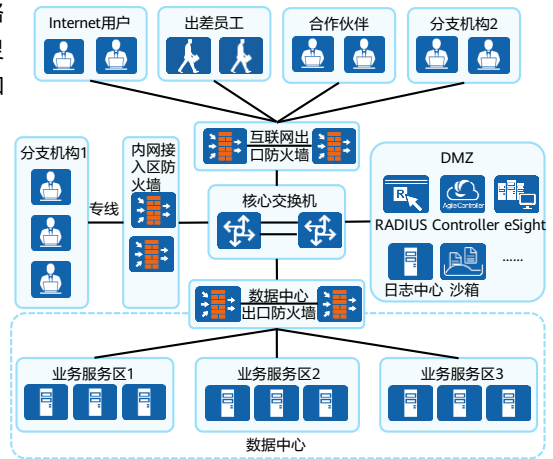 Internet用户
出差员工
合作伙伴
分支机构2
互联网出
口防火墙
分支机构1
内网接
入区防
火墙
专线
核心交换机
DMZ
R
AgileController
RADIUS Controller eSight
日志中心 沙箱
......
数据中心
出口防火墙
业务服务区1
业务服务区2
业务服务区3
数据中心